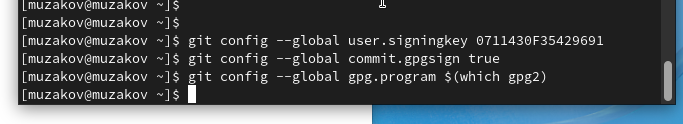 [muzakov@muzakov ~]$
[muzakov@muzakov ~]$
[muzakov@muzakov ~]$ git config --global user.signingkey 0711430F35429691
[muzakov@muzakov ~]$ git config --global commit.gpgsign true
[muzakov@muzakov ~]$ git config --global gpg.program $(which gpg2)
[muzakov@muzakov ~]$